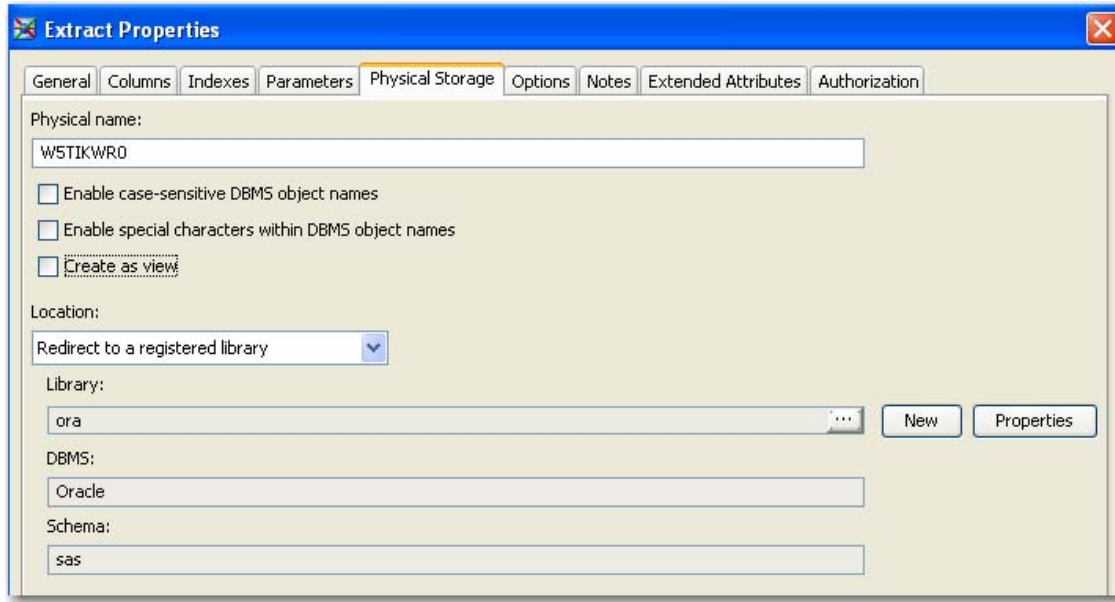 Extract Properties
General Columns Indexes Parameters Physical Storage Options Notes Extended Attributes Authorization
Physical name:
W5TIKWR0
Enable case-sensitive DBMS object names
Enable special characters within DBMS object names
Create as view
Location:
Redirect to a registered library
Library:
ora ... New Properties
DBMS:
Oracle
Schema:
sas